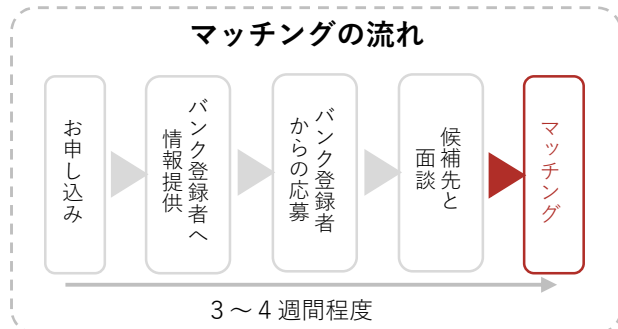 マッチングの流れ
お申し込み
バンク登録者へ
情報提供
バンク登録者
からの応募
候補先と
面談
マッチング
3～4週間程度